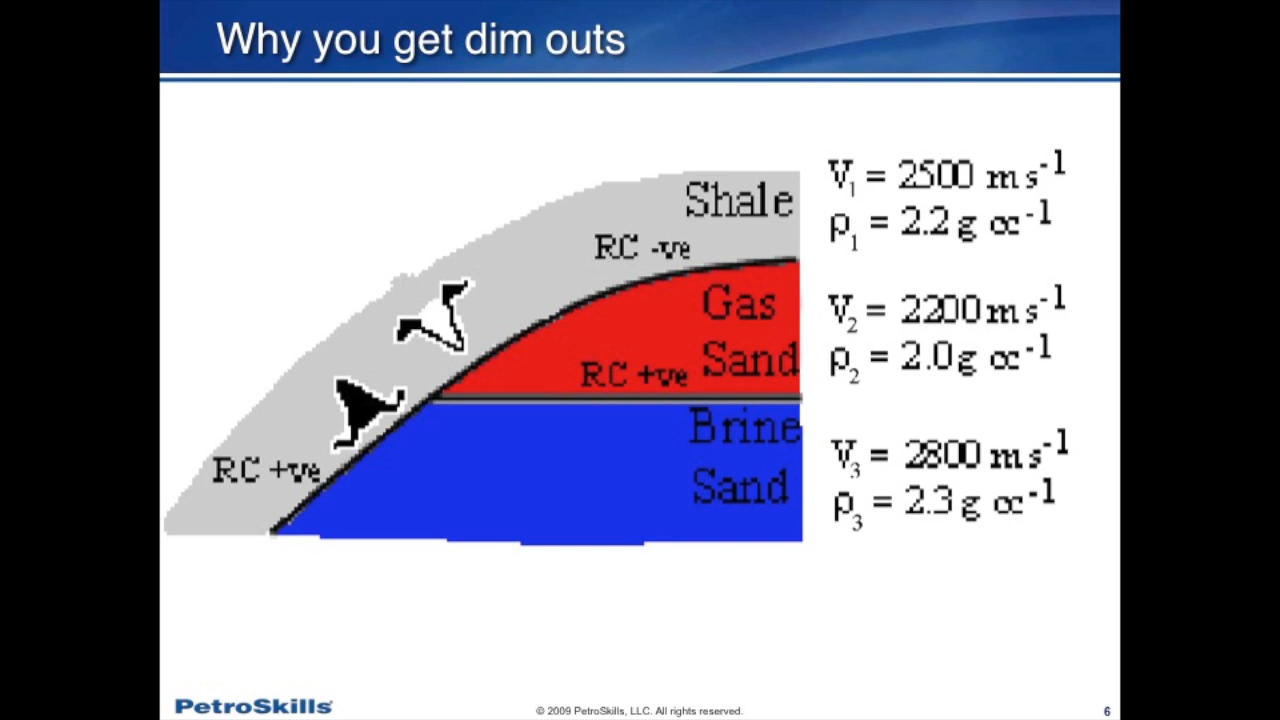 Why you get dim outs
Shale
RC -ve
Gas
Sand
RC +ve
Brine
Sand
RC +ve
V₁ = 2500 m s⁻¹
ρ₁ = 2.2 g cc⁻¹
V₂ = 2200 m s⁻¹
ρ₂ = 2.0 g cc⁻¹
V₃ = 2800 m s⁻¹
ρ₃ = 2.3 g cc⁻¹
PetroSkills
© 2009 PetroSkills, LLC. All rights reserved.
6